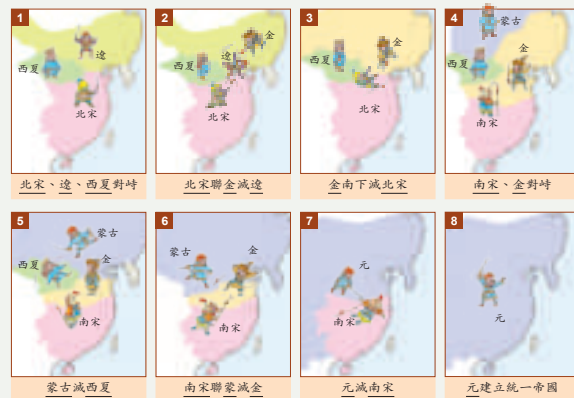 1
遼
西夏
北宋
北宋、遼、西夏對峙
2
金
遼
西夏
北宋
北宋聯金滅遼
3
西夏
金
北宋
金南下滅北宋
4
蒙古
金
西夏
南宋
南宋、金對峙
5
蒙古
西夏
金
南宋
蒙古滅西夏
6
蒙古
金
南宋
南宋聯蒙滅金
7
元
南宋
元滅南宋
8
元
元建立統一帝國